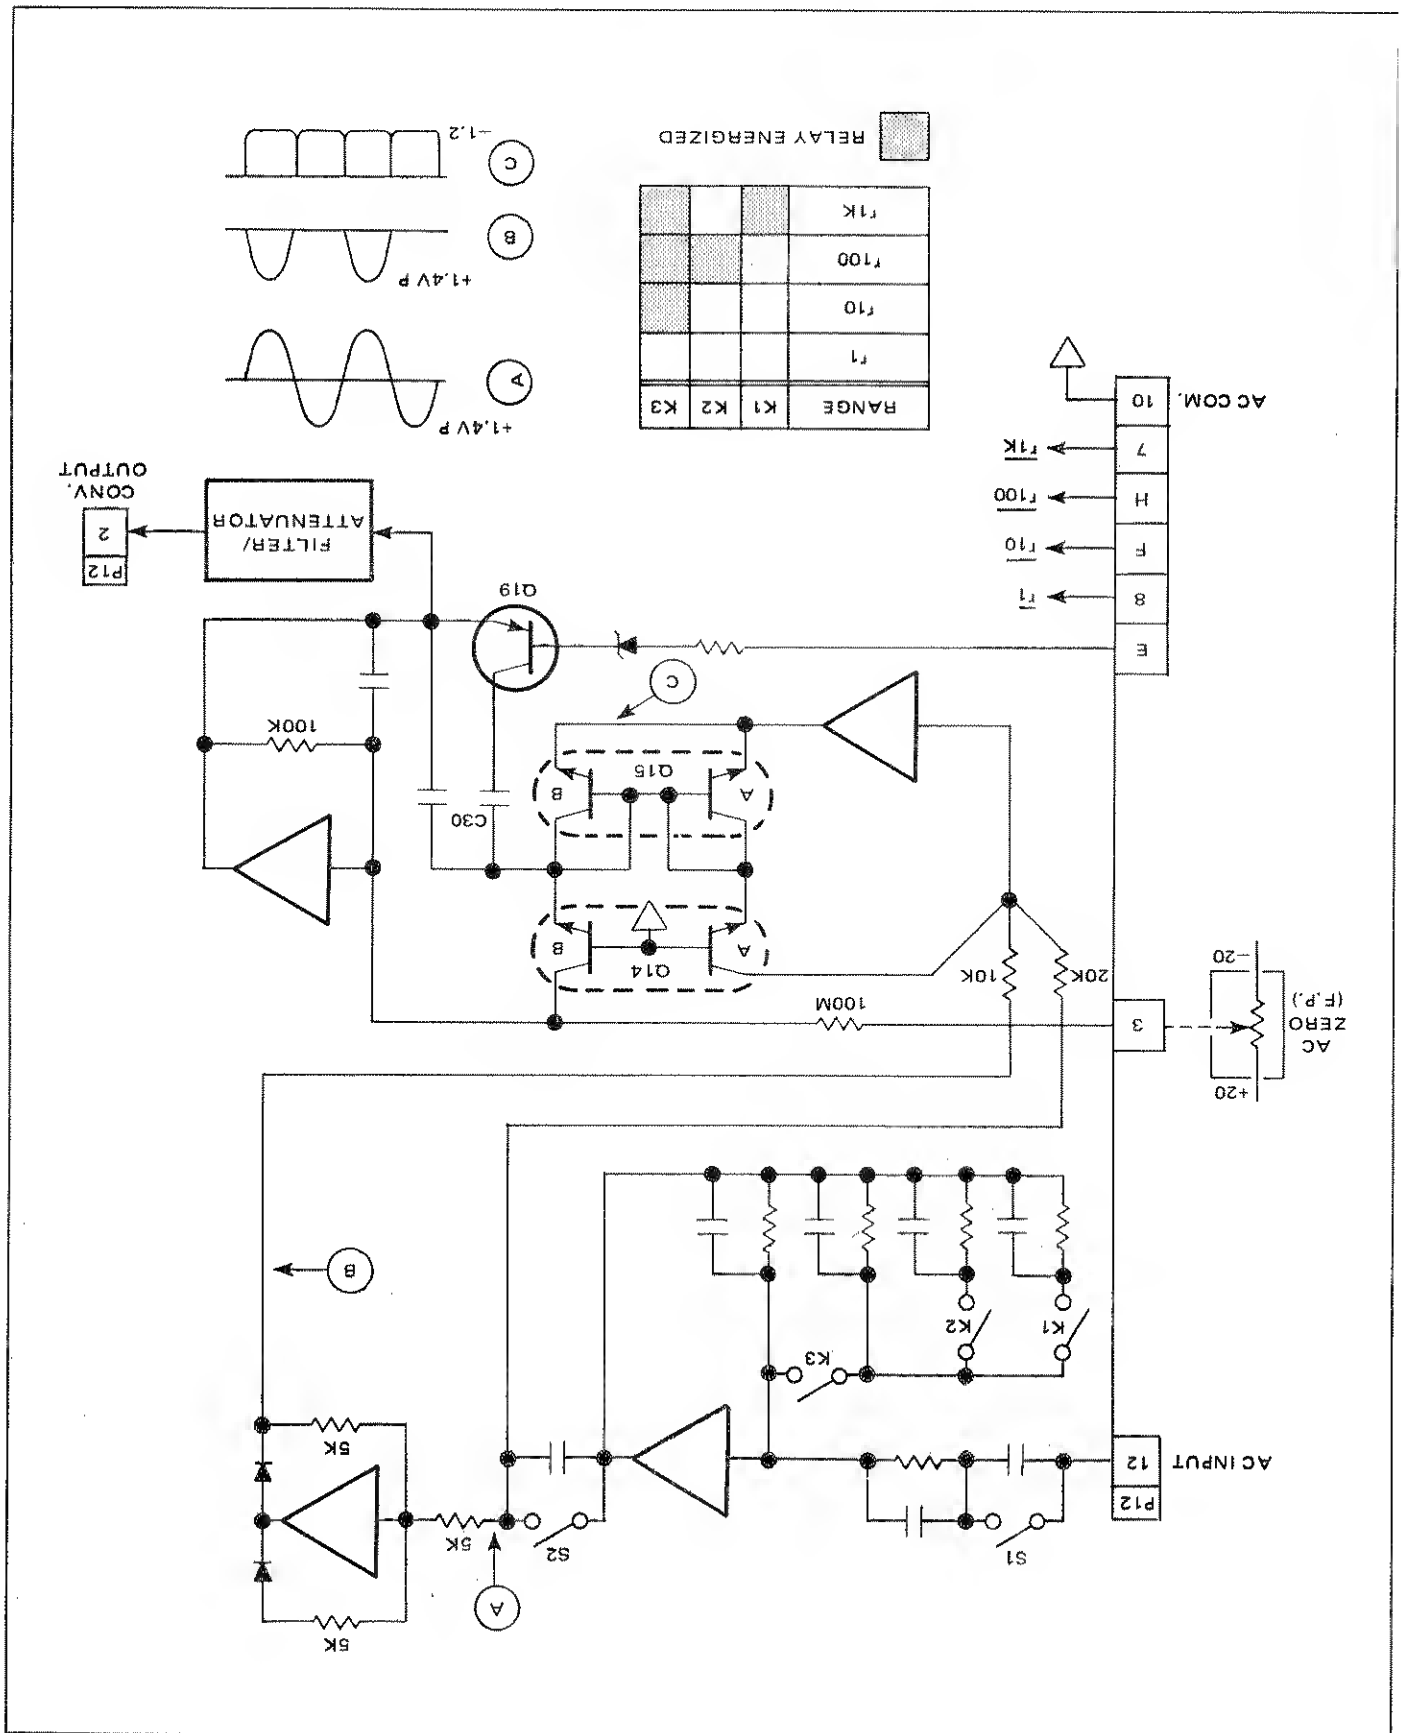 5K
A
S1
S2
5K
P12
AC INPUT 12
5K
K3
K1
K2
B
+20
AC
ZERO
(F.P.)
-20
3
100M
20K
10K
Q14
A
B
C30
A
B
Q15
100K
C
E
Q19
8 r1
F r10
H r100
7 r1K
10
AC COM.
FILTER/
ATTENUATOR
P12
2
CONV.
OUTPUT
+1.4V P
A
+1.4V P
B
C
-1.2
RANGE K1 K2 K3
r1
r10
r100
r1K
RELAY ENERGIZED